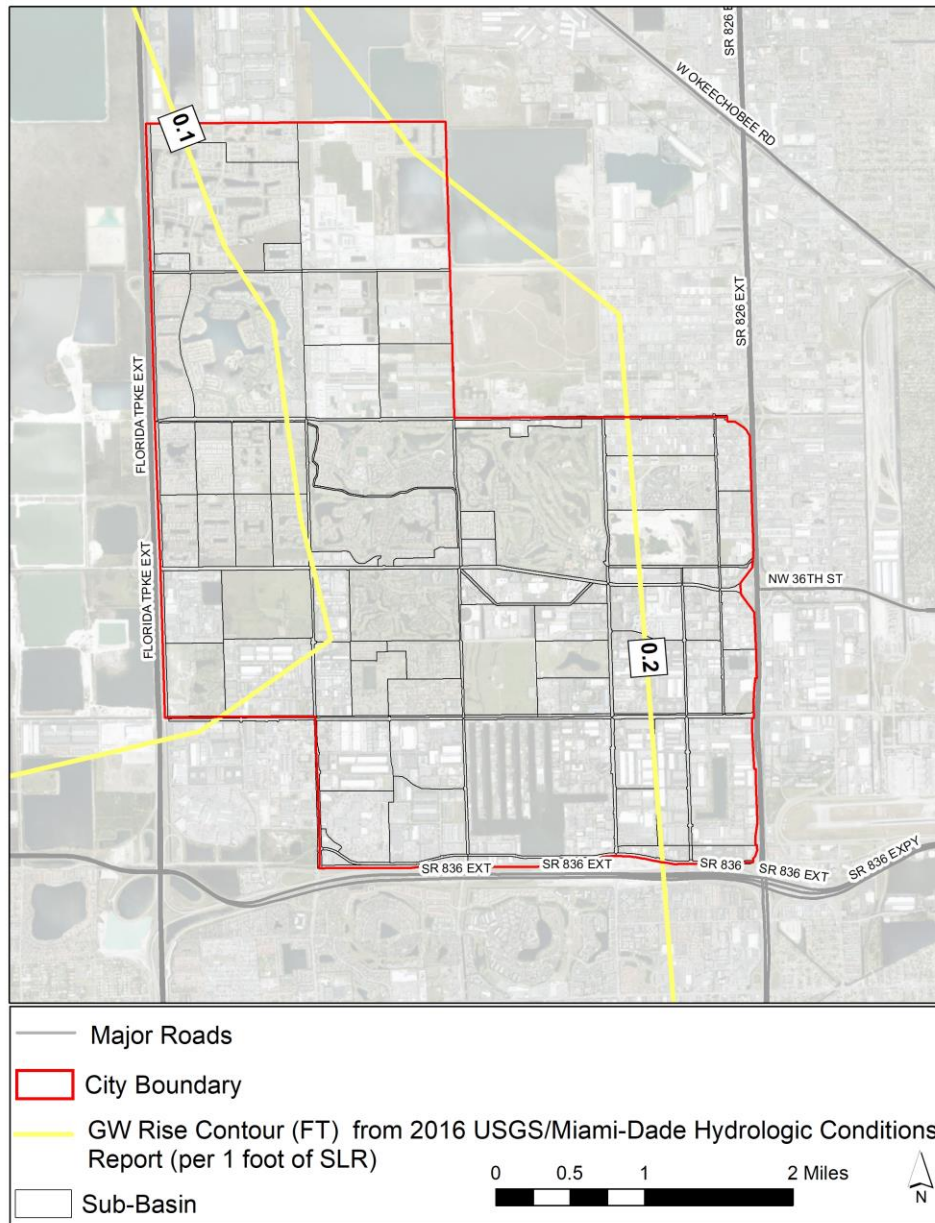 SR 826 E
W OKEECHOBEE RD
0.1
SR 826 EXT
FLORIDA TPKE EXT
FLORIDA TPKE EXT
NW 36TH ST
0.2
SR 836 EXT
SR 836 EXT
SR 836
SR 836 EXT
SR 836 EXPY
Major Roads
City Boundary
GW Rise Contour (FT) from 2016 USGS/Miami-Dade Hydrologic Conditions
Report (per 1 foot of SLR)
Sub-Basin
0 0.5 1 2 Miles
N